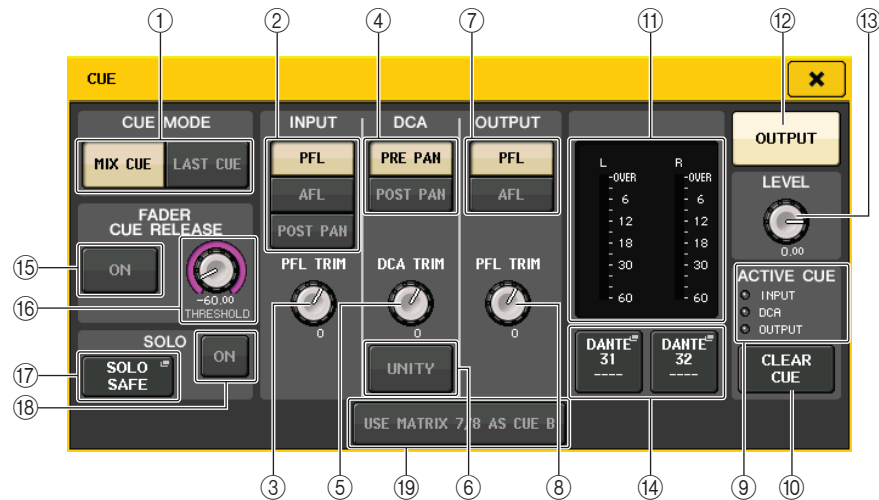 ① ② ④ ⑦ ⑪ ⑫ ⑬
CUE
CUE MODE
MIX CUE LAST CUE
INPUT
PFL
AFL
POST PAN
PFL TRIM
0
DCA
PRE PAN
POST PAN
DCA TRIM
0
UNITY
OUTPUT
PFL
AFL
PFL TRIM
0
L R
OVER OVER
6 6
12 12
18 18
30 30
60 60
DANTE 31 ----
DANTE 32 ----
OUTPUT
LEVEL
0.00
ACTIVE CUE
INPUT
DCA
OUTPUT
CLEAR CUE
FADER
CUE RELEASE
⑮ ON
⑯ -60.00
THRESHOLD
SOLO
⑰ SOLO SAFE
⑱ ON
USE MATRIX 7/8 AS CUE B
③ ⑤ ⑲ ⑥ ⑧ ⑭ ⑨ ⑩